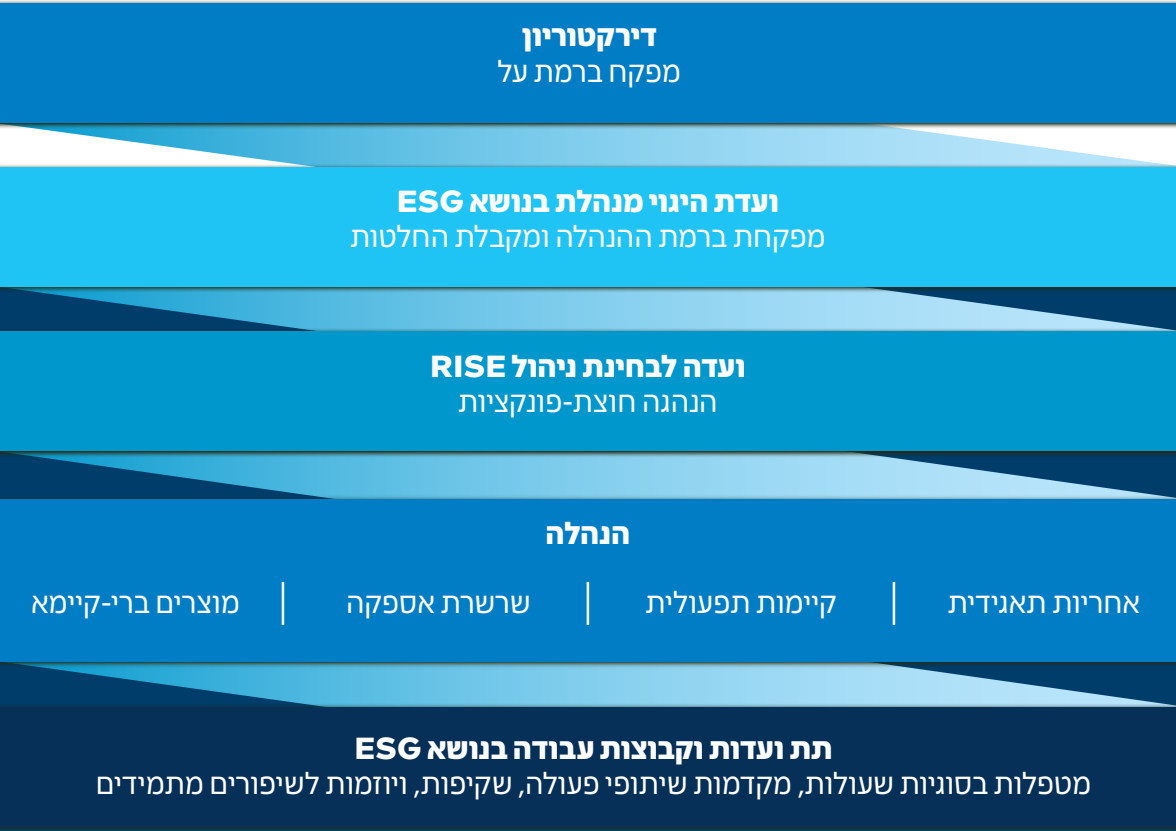 דירקטוריון
מפקח ברמת על
ועדת היגוי מנהלת בנושא ESG
מפקחת ברמת ההנהלה ומקבלת החלטות
ועדה לבחינת ניהול RISE
הנהגה חוצת-פונקציות
הנהלה
אחריות תאגידית | קיימות תפעולית | שרשרת אספקה | מוצרים ברי-קיימא
תת ועדות וקבוצות עבודה בנושא ESG
מטפלות בסוגיות שעולות, מקדמות שיתופי פעולה, שקיפות, ויוזמות לשיפורים מתמידים